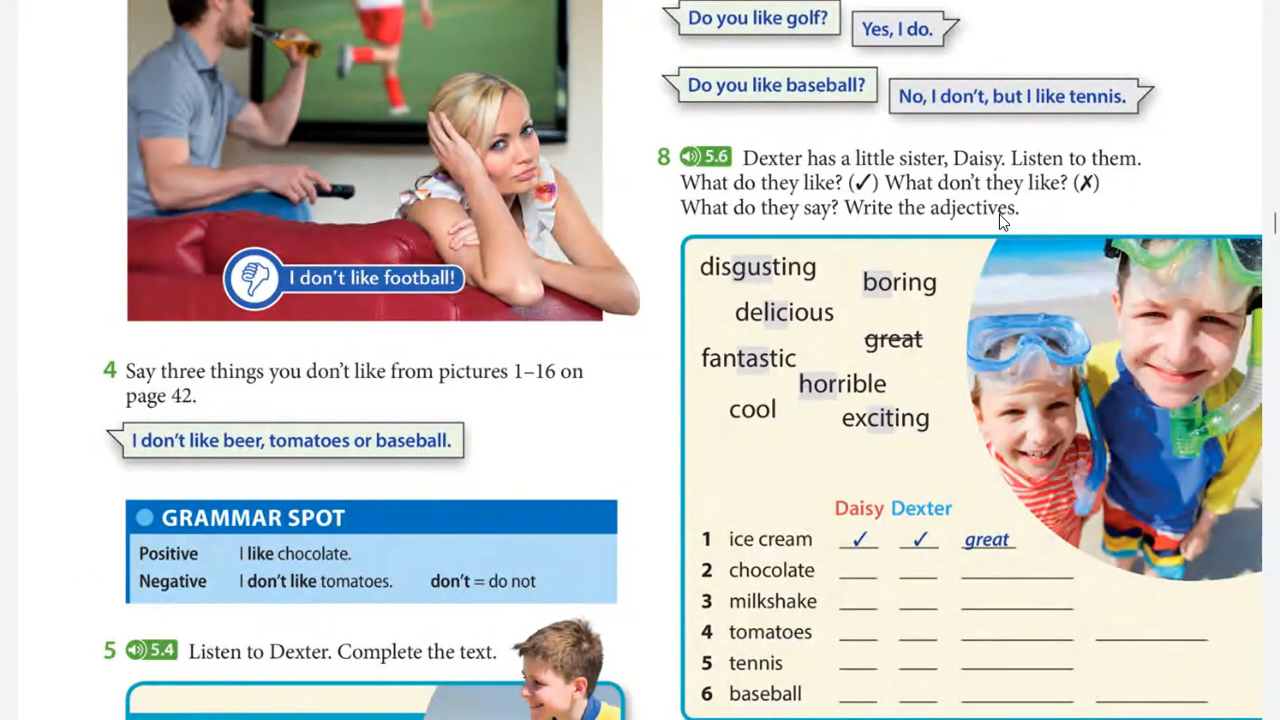 I don't like football!
4 Say three things you don't like from pictures 1–16 on
page 42.
I don't like beer, tomatoes or baseball.
GRAMMAR SPOT
Positive I like chocolate.
Negative I don't like tomatoes. don't = do not
5 5.4 Listen to Dexter. Complete the text.
Do you like golf?
Yes, I do.
Do you like baseball?
No, I don't, but I like tennis.
8 5.6 Dexter has a little sister, Daisy. Listen to them.
What do they like? (✓) What don't they like? (✗)
What do they say? Write the adjectives.
disgusting
boring
delicious
great
fantastic
horrible
cool
exciting
Daisy Dexter
1 ice cream ✓ ✓ great
2 chocolate
3 milkshake
4 tomatoes
5 tennis
6 baseball